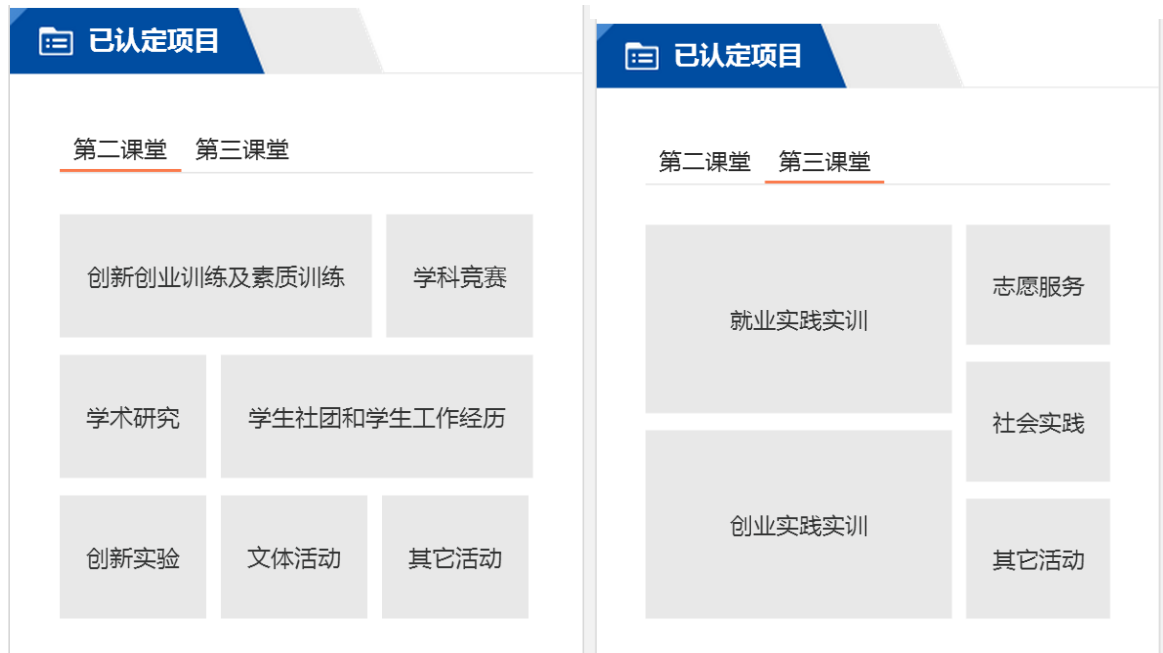 已认定项目
第二课堂 第三课堂
创新创业训练及素质训练 学科竞赛
学术研究 学生社团和学生工作经历
创新实验 文体活动 其它活动
已认定项目
第二课堂 第三课堂
就业实践实训
志愿服务
社会实践
创业实践实训
其它活动